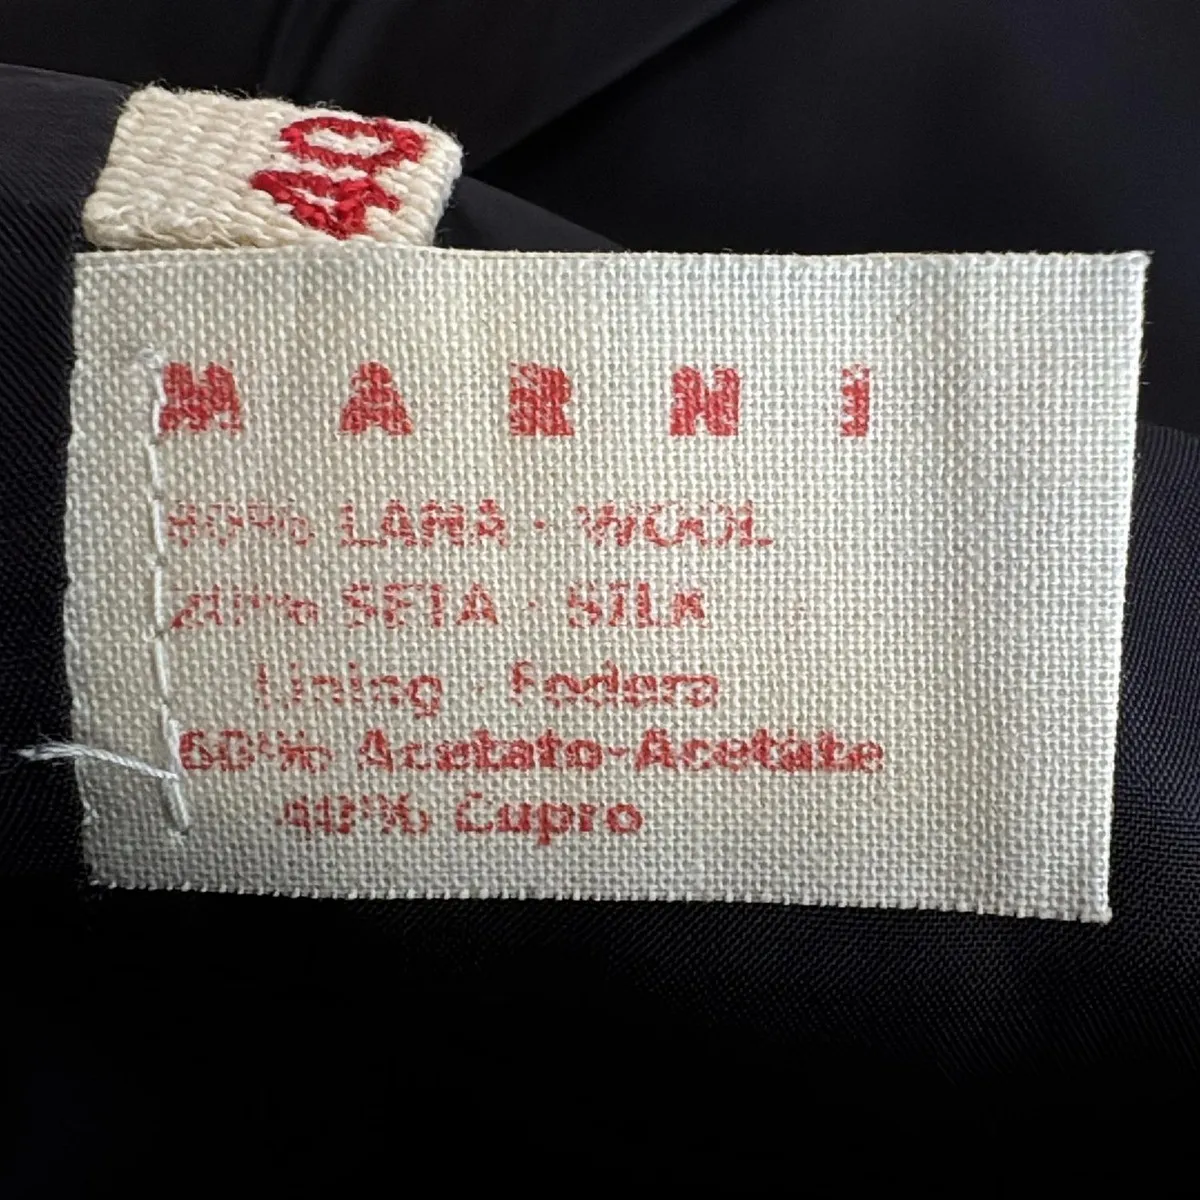 40
MARNI
80% LANA · WOOL
20% SETA · SILK
Lining · Fodera
60% Acetato-Acetate
40% Cupro